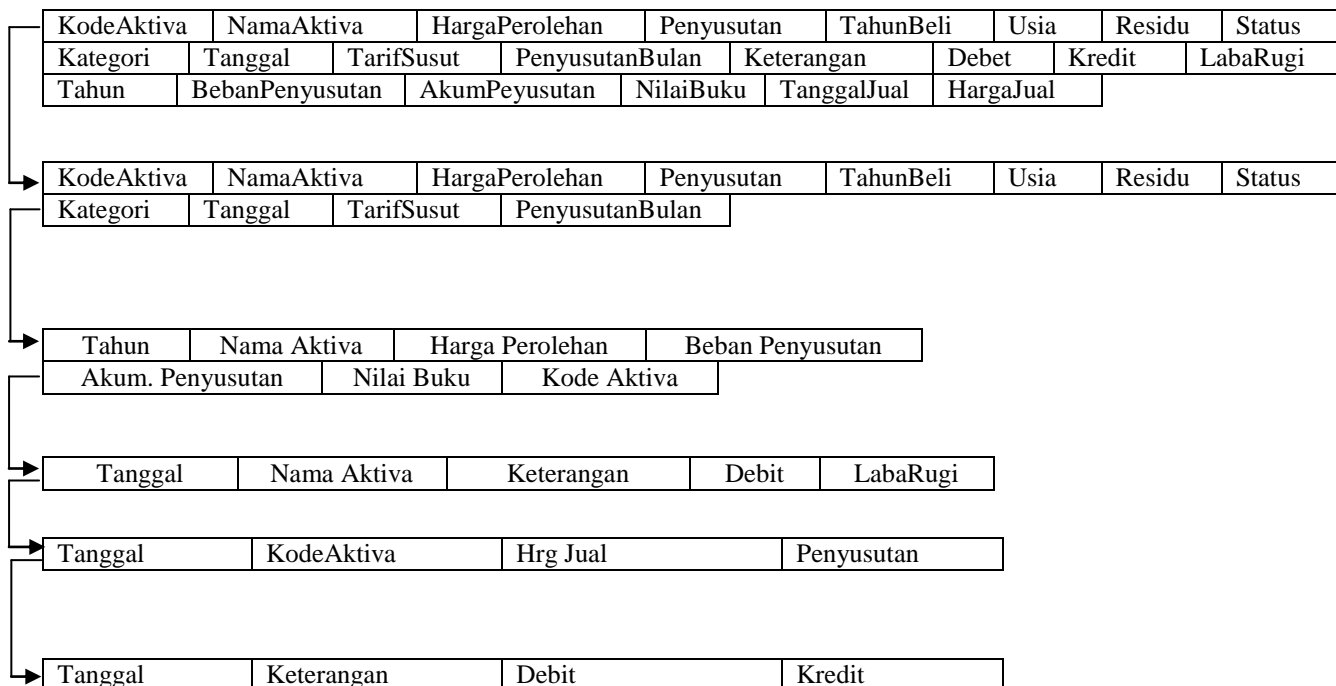 KodeAktiva NamaAktiva HargaPerolehan Penyusutan TahunBeli Usia Residu Status
Kategori Tanggal TarifSusut PenyusutanBulan Keterangan Debet Kredit LabaRugi
Tahun BebanPenyusutan AkumPeyusutan NilaiBuku TanggalJual HargaJual
KodeAktiva NamaAktiva HargaPerolehan Penyusutan TahunBeli Usia Residu Status
Kategori Tanggal TarifSusut PenyusutanBulan
Tahun Nama Aktiva Harga Perolehan Beban Penyusutan
Akum. Penyusutan Nilai Buku Kode Aktiva
Tanggal Nama Aktiva Keterangan Debit LabaRugi
Tanggal KodeAktiva Hrg Jual Penyusutan
Tanggal Keterangan Debit Kredit